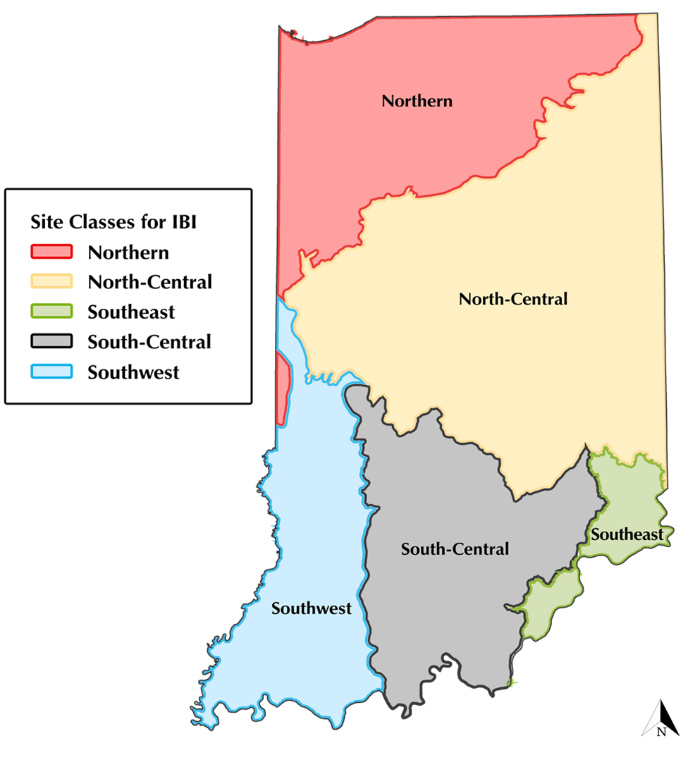 Northern
Site Classes for IBI
Northern
North-Central
Southeast
South-Central
Southwest
North-Central
Southeast
South-Central
Southwest
N